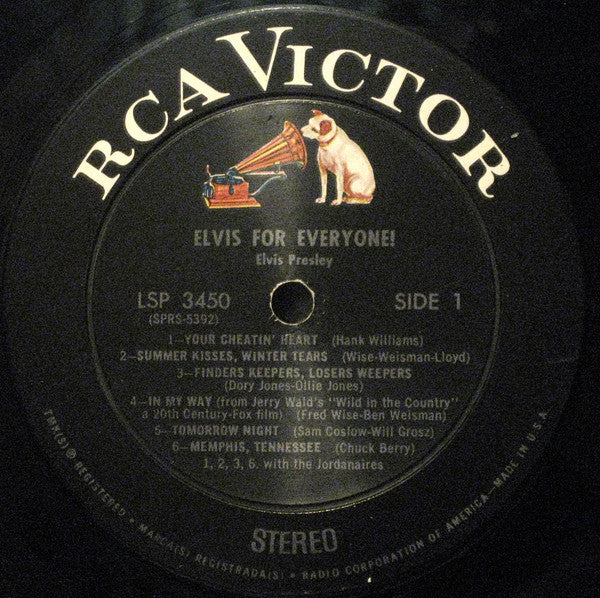 RCA VICTOR
ELVIS FOR EVERYONE!
Elvis Presley
LSP 3450 SIDE 1
(SPRS-5392)
1—YOUR CHEATIN' HEART (Hank Williams)
2—SUMMER KISSES, WINTER TEARS (Wise-Weisman-Lloyd)
3—FINDERS KEEPERS, LOSERS WEEPERS
(Dory Jones-Ollie Jones)
4—IN MY WAY (from Jerry Wald's "Wild in the Country"
a 20th Century-Fox film) (Fred Wise-Ben Weisman)
5—TOMORROW NIGHT (Sam Coslow-Will Grosz)
6—MEMPHIS, TENNESSEE (Chuck Berry)
1, 2, 3, 6, with the Jordanaires
STEREO
TMK(S) ® REGISTERED • MARCA(S) REGISTRADA(S) • RADIO CORPORATION OF AMERICA—MADE IN U.S.A.